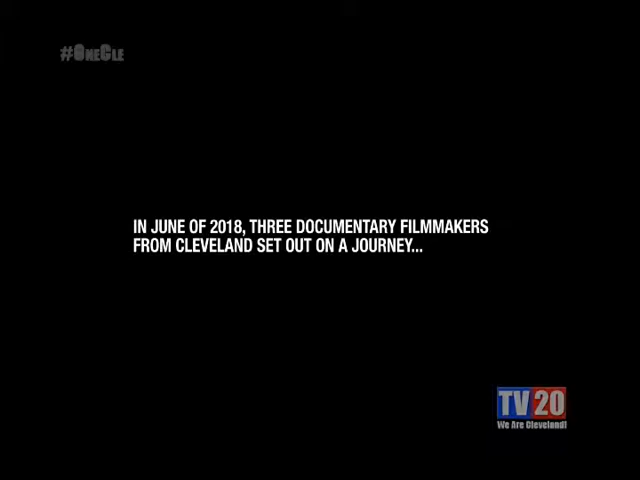 #OneCle
IN JUNE OF 2018, THREE DOCUMENTARY FILMMAKERS
FROM CLEVELAND SET OUT ON A JOURNEY...
TV20
We Are Cleveland!